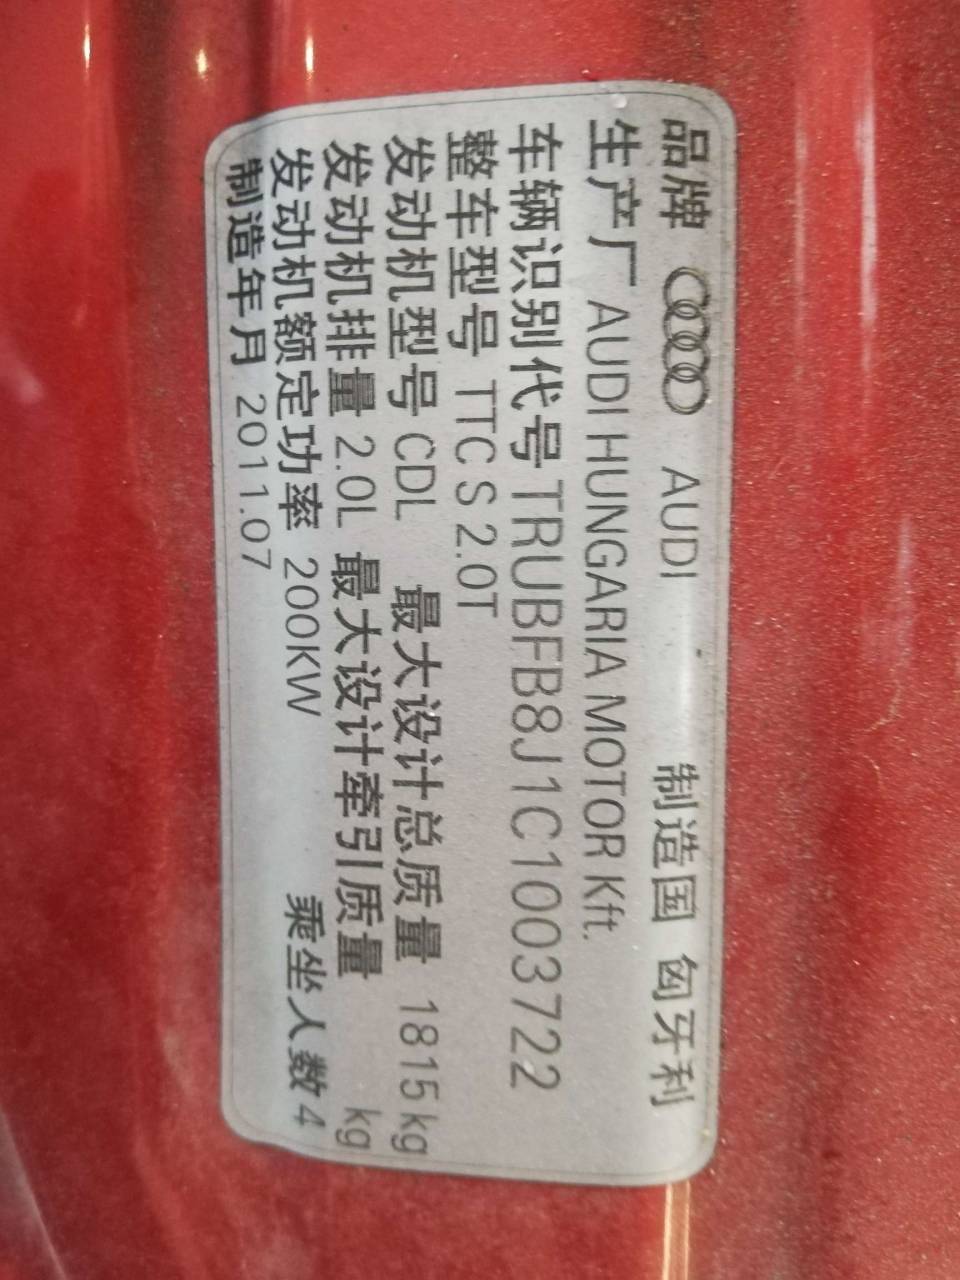 品牌 AUDI 制造国 匈牙利
生产厂 AUDI HUNGARIA MOTOR Kft.
车辆识别代号 TRUBFB8J1C1003722
整车型号 TTC S 2.0T
发动机型号 CDL 最大设计总质量 1815kg
发动机排量 2.0L 最大设计牵引质量 kg
发动机额定功率 200KW 乘坐人数 4
制造年月 2011.07